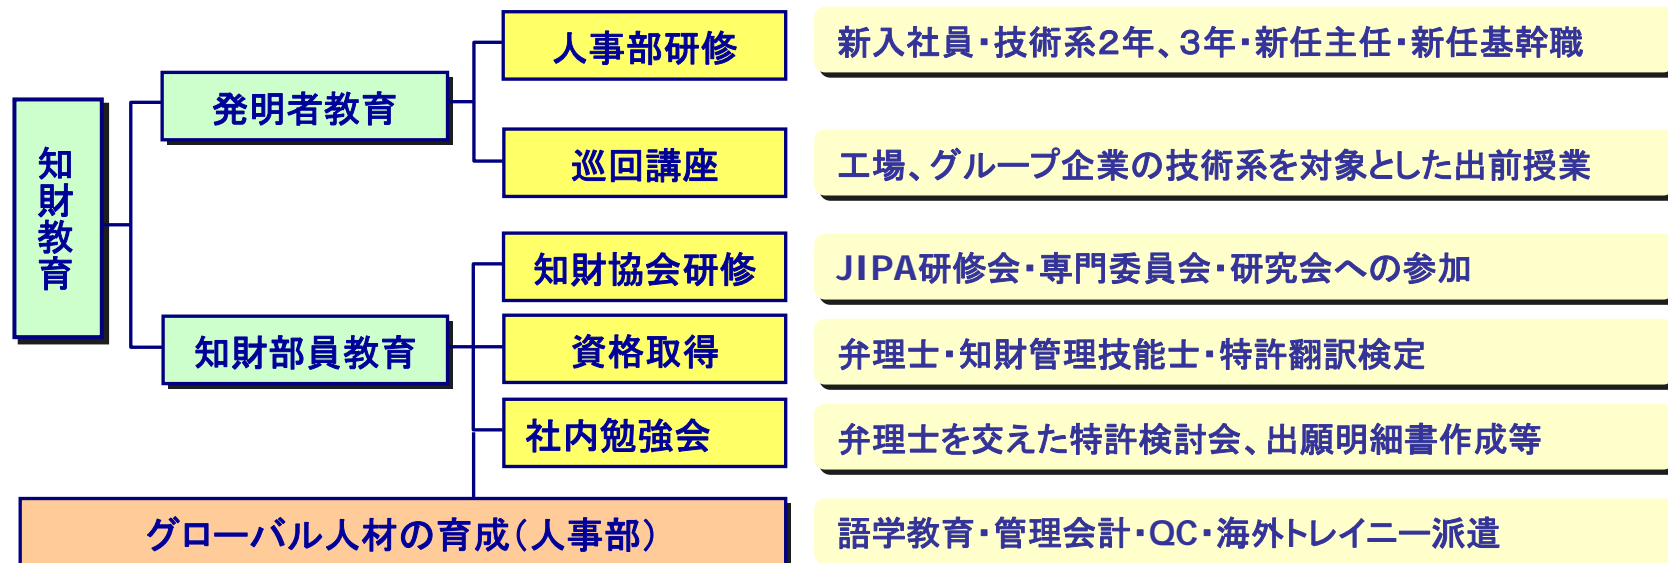 知財教育
発明者教育
人事部研修
新入社員・技術系2年、3年・新任主任・新任基幹職
巡回講座
工場、グループ企業の技術系を対象とした出前授業
知財部員教育
知財協会研修
JIPA研修会・専門委員会・研究会への参加
資格取得
弁理士・知財管理技能士・特許翻訳検定
社内勉強会
弁理士を交えた特許検討会、出願明細書作成等
グローバル人材の育成(人事部)
語学教育・管理会計・QC・海外トレイニー派遣